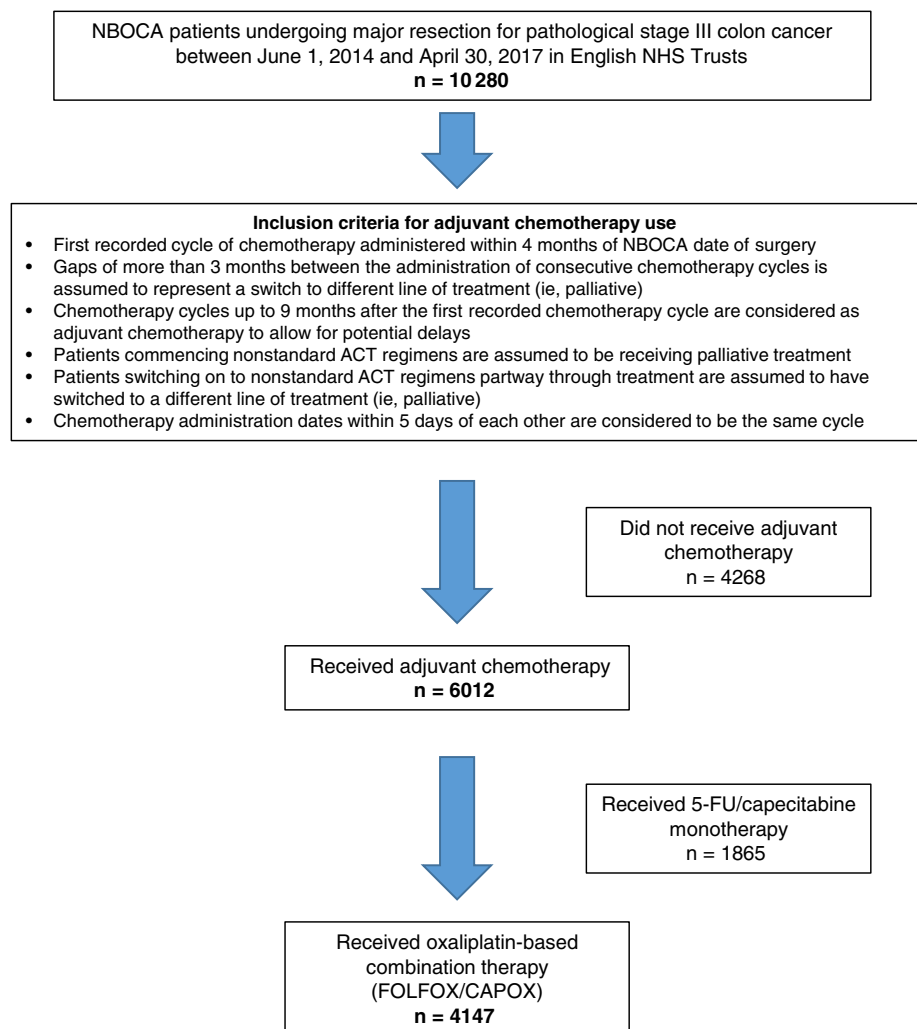 NBOCA patients undergoing major resection for pathological stage III colon cancer
between June 1, 2014 and April 30, 2017 in English NHS Trusts
n = 10 280
Inclusion criteria for adjuvant chemotherapy use
• First recorded cycle of chemotherapy administered within 4 months of NBOCA date of surgery
• Gaps of more than 3 months between the administration of consecutive chemotherapy cycles is
assumed to represent a switch to different line of treatment (ie, palliative)
• Chemotherapy cycles up to 9 months after the first recorded chemotherapy cycle are considered as
adjuvant chemotherapy to allow for potential delays
• Patients commencing nonstandard ACT regimens are assumed to be receiving palliative treatment
• Patients switching on to nonstandard ACT regimens partway through treatment are assumed to have
switched to a different line of treatment (ie, palliative)
• Chemotherapy administration dates within 5 days of each other are considered to be the same cycle
Did not receive adjuvant
chemotherapy
n = 4268
Received adjuvant chemotherapy
n = 6012
Received 5-FU/capecitabine
monotherapy
n = 1865
Received oxaliplatin-based
combination therapy
(FOLFOX/CAPOX)
n = 4147